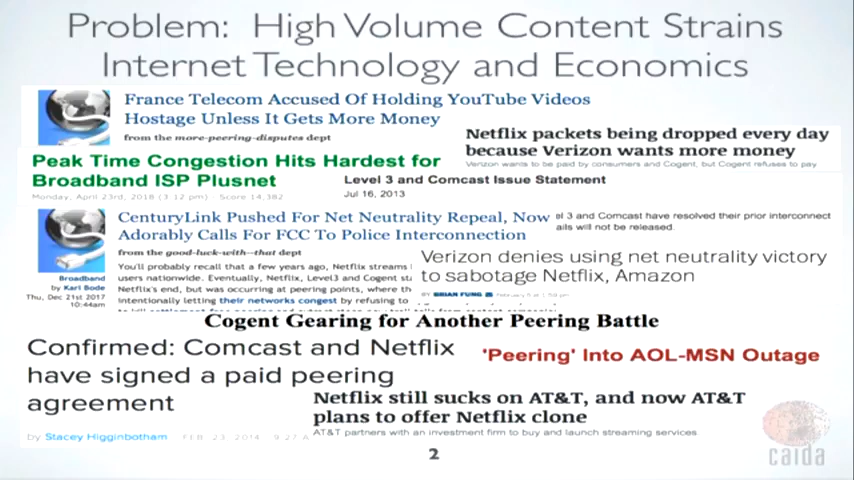 Problem: High Volume Content Strains
Internet Technology and Economics
France Telecom Accused Of Holding YouTube Videos
Hostage Unless It Gets More Money
from the more-peering-disputes dept
Netflix packets being dropped every day
because Verizon wants more money
Verizon wants to be paid by consumers and Cogent, but Cogent refuses to pay
Peak Time Congestion Hits Hardest for
Broadband ISP Plusnet
Monday, April 23rd, 2018 (3:12 pm) Score 14,382
Level 3 and Comcast Issue Statement
Jul 16, 2013
el 3 and Comcast have resolved their prior interconnect
ails will not be released.
CenturyLink Pushed For Net Neutrality Repeal, Now
Adorably Calls For FCC To Police Interconnection
from the good-luck-with--that dept
Broadband
by Karl Bode
Thu, Dec 21st 2017
10:44am
You'll probably recall that a few years ago, Netflix streams
users nationwide. Eventually, Netflix, Level3 and Cogent sta
Netflix's end, but was occurring at peering points, where th
intentionally letting their networks congest by refusing to
Verizon denies using net neutrality victory
to sabotage Netflix, Amazon
BY BRIAN FUNG
Cogent Gearing for Another Peering Battle
Confirmed: Comcast and Netflix
have signed a paid peering
agreement
by Stacey Higginbotham FEB. 23, 2014 9:27 A
'Peering' Into AOL-MSN Outage
Netflix still sucks on AT&T, and now AT&T
plans to offer Netflix clone
AT&T partners with an investment firm to buy and launch streaming services
2
caida